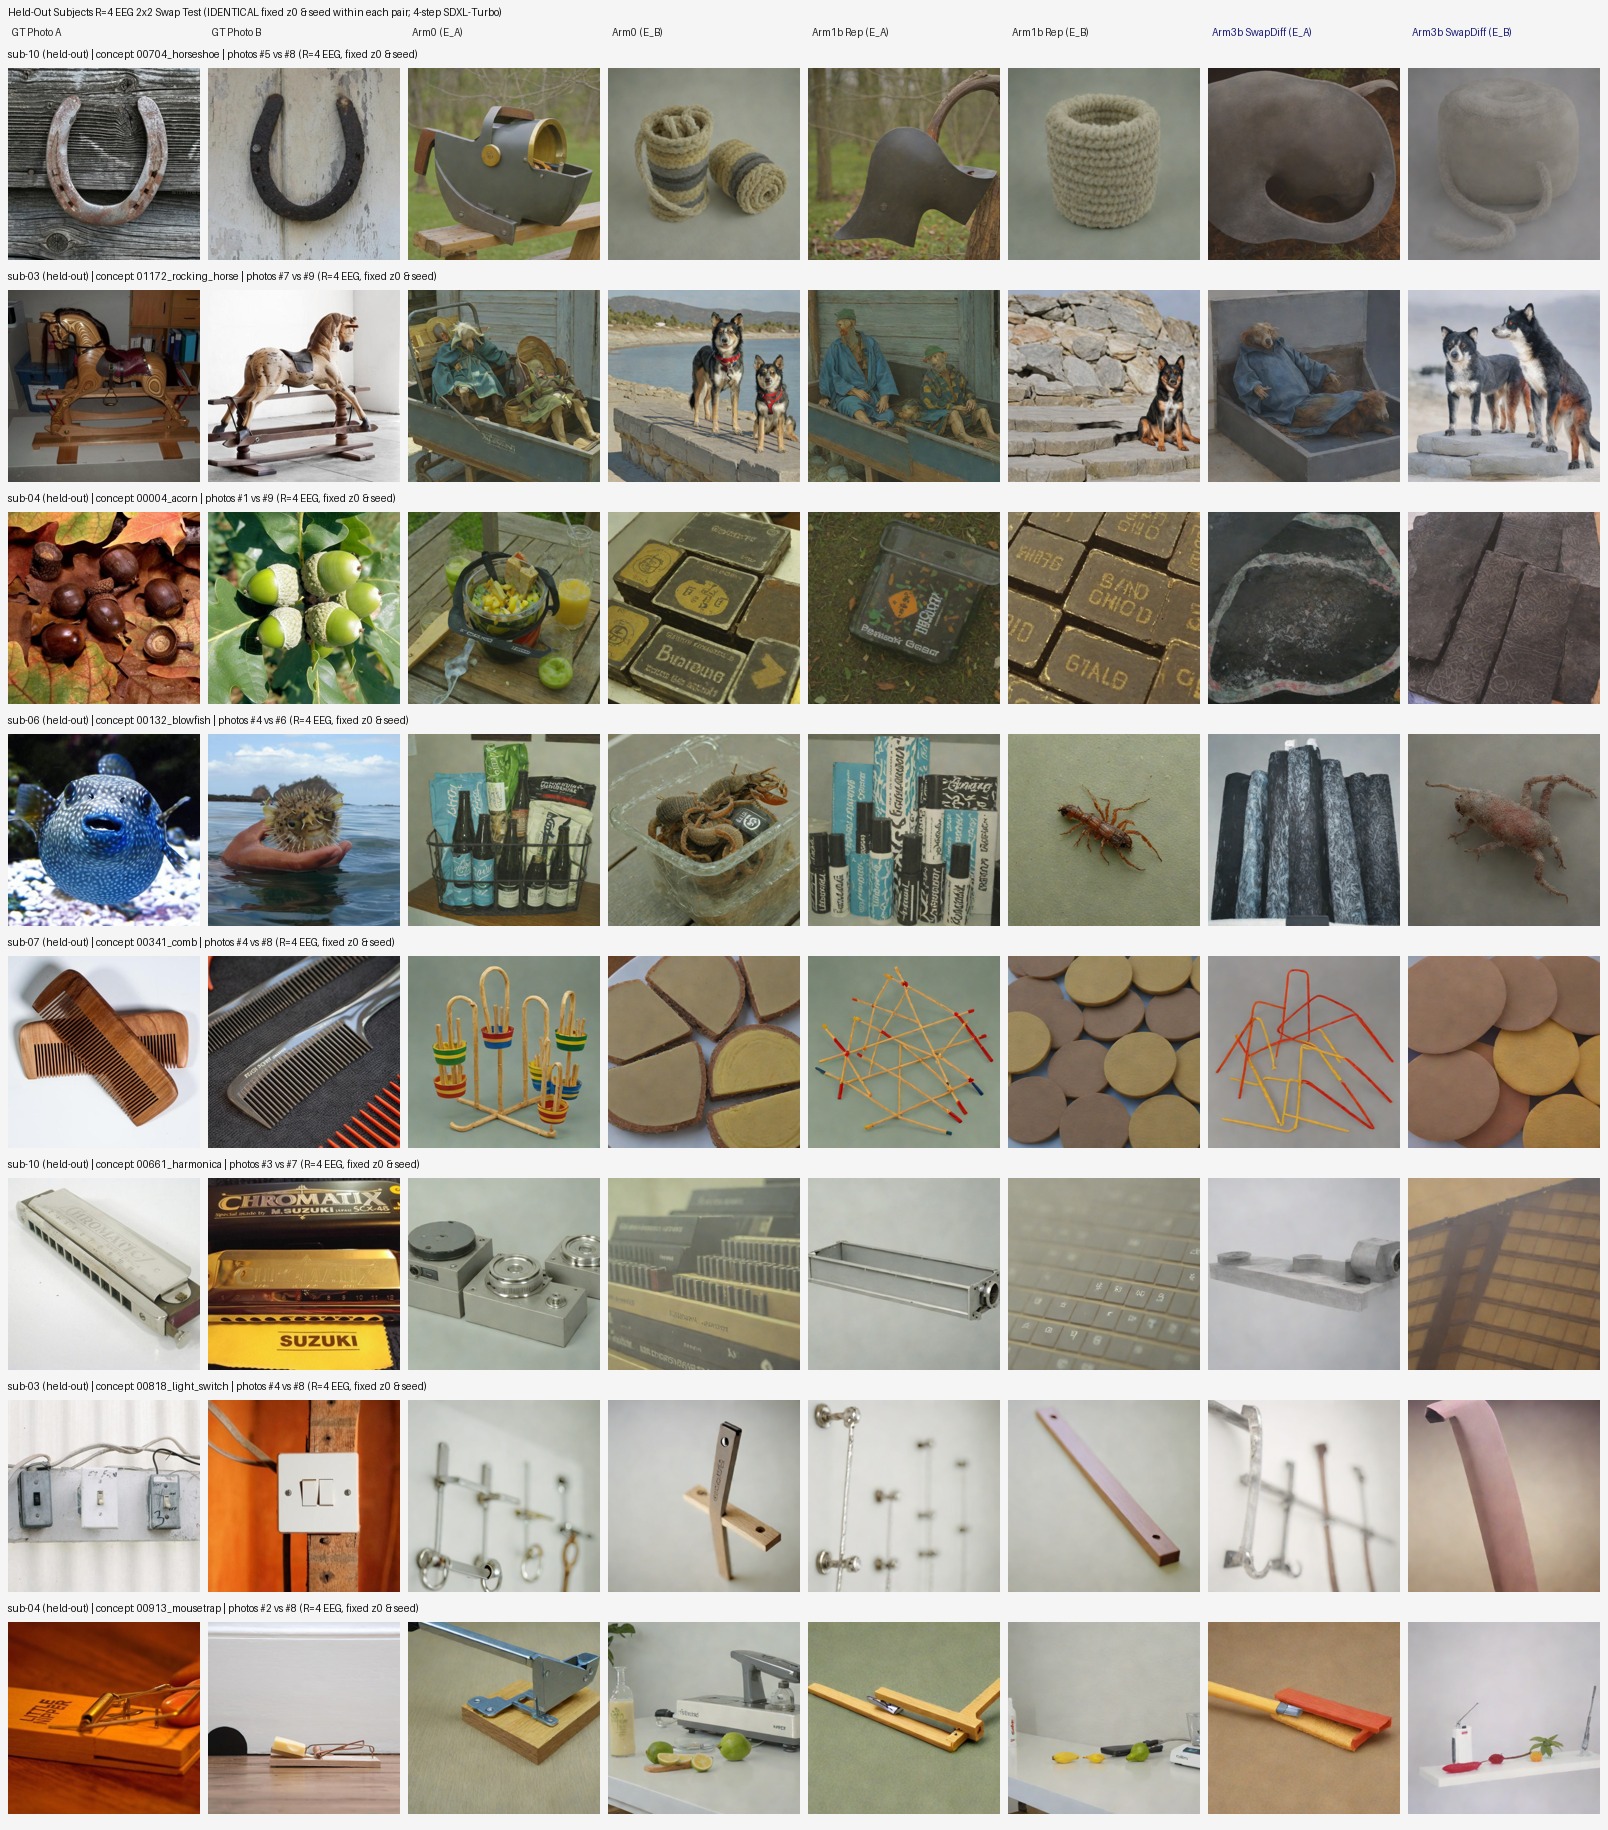 Held-Out Subjects R=4 EEG 2x2 Swap Test (IDENTICAL fixed z0 & seed within each pair, 4-step SDXL-Turbo)
GT Photo A GT Photo B Arm0 (E_A) Arm0 (E_B) Arm1b Rep (E_A) Arm1b Rep (E_B) Arm3b SwapDiff (E_A) Arm3b SwapDiff (E_B)
sub-10 (held-out) | concept 00704_horseshoe | photos #5 vs #8 (R=4 EEG, fixed z0 & seed)
sub-03 (held-out) | concept 01172_rocking_horse | photos #7 vs #9 (R=4 EEG, fixed z0 & seed)
sub-04 (held-out) | concept 00004_acorn | photos #1 vs #9 (R=4 EEG, fixed z0 & seed)
BAND
GIALG
sub-06 (held-out) | concept 00132_blowfish | photos #4 vs #6 (R=4 EEG, fixed z0 & seed)
sub-07 (held-out) | concept 00341_comb | photos #4 vs #8 (R=4 EEG, fixed z0 & seed)
sub-10 (held-out) | concept 00661_harmonica | photos #3 vs #7 (R=4 EEG, fixed z0 & seed)
CHROMATIX
M.SUZUKI SCX-48
SUZUKI
sub-03 (held-out) | concept 00818_light_switch | photos #4 vs #8 (R=4 EEG, fixed z0 & seed)
sub-04 (held-out) | concept 00913_mousetrap | photos #2 vs #8 (R=4 EEG, fixed z0 & seed)
LITTLE
NIPPER